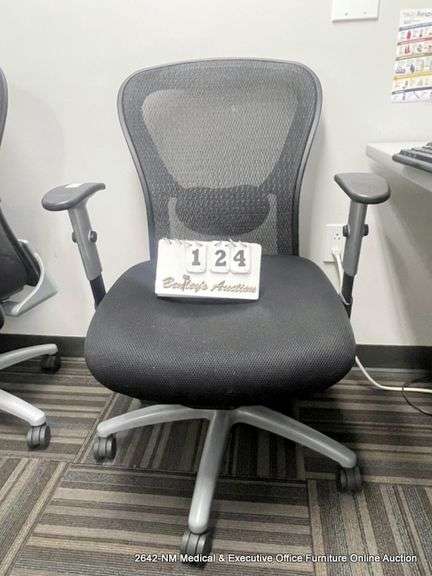 124
Bentley's Auction
2642-NM Medical & Executive Office Furniture Online Auction